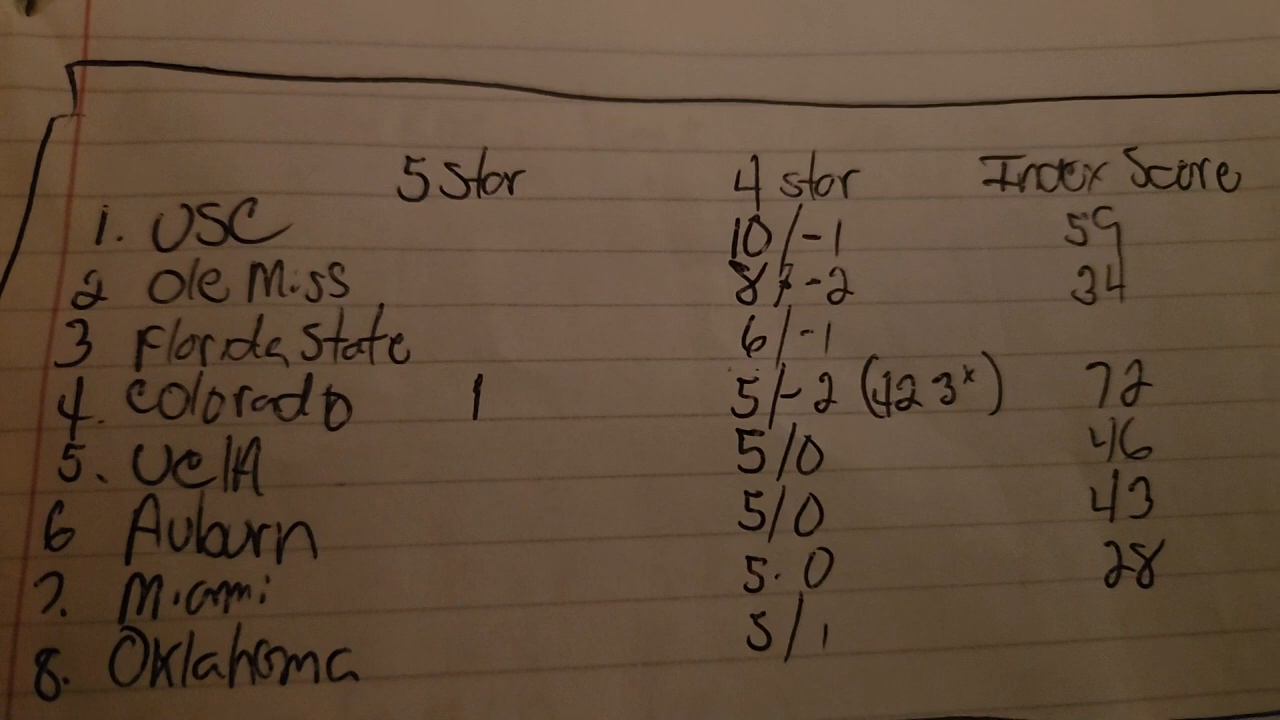 5 Star 4 star Index Score
1. USC 10/-1 59
2 Ole Miss 8/-2 34
3 Florida State 6/-1
4. Colorado 1 5/-2 (42 3*) 72
5. UClA 5/0 46
6 Auburn 5/0 43
7. Miami 5.0 28
8. Oklahoma 5/1